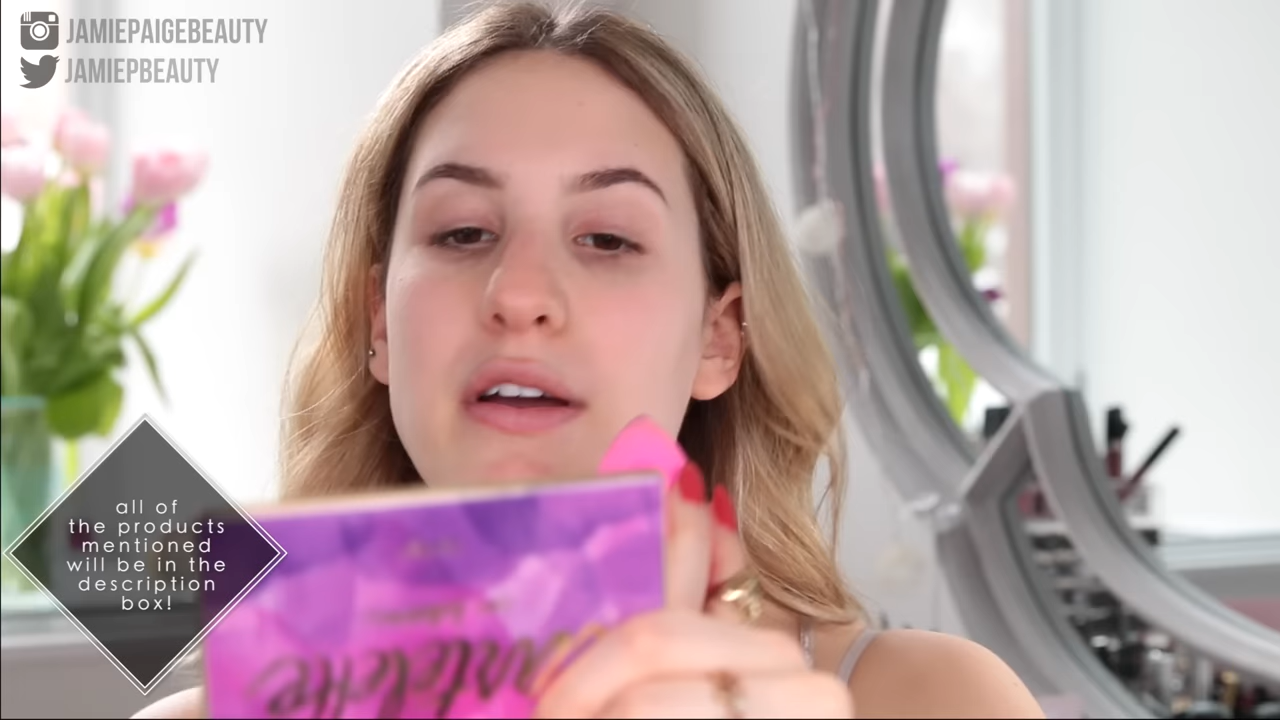 JAMIEPAIGEBEAUTY
JAMIEPBEAUTY
all of
the products
mentioned
will be in the
description
box!